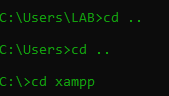 C:\Users\LAB>cd ..
C:\Users>cd ..
C:\>cd xampp